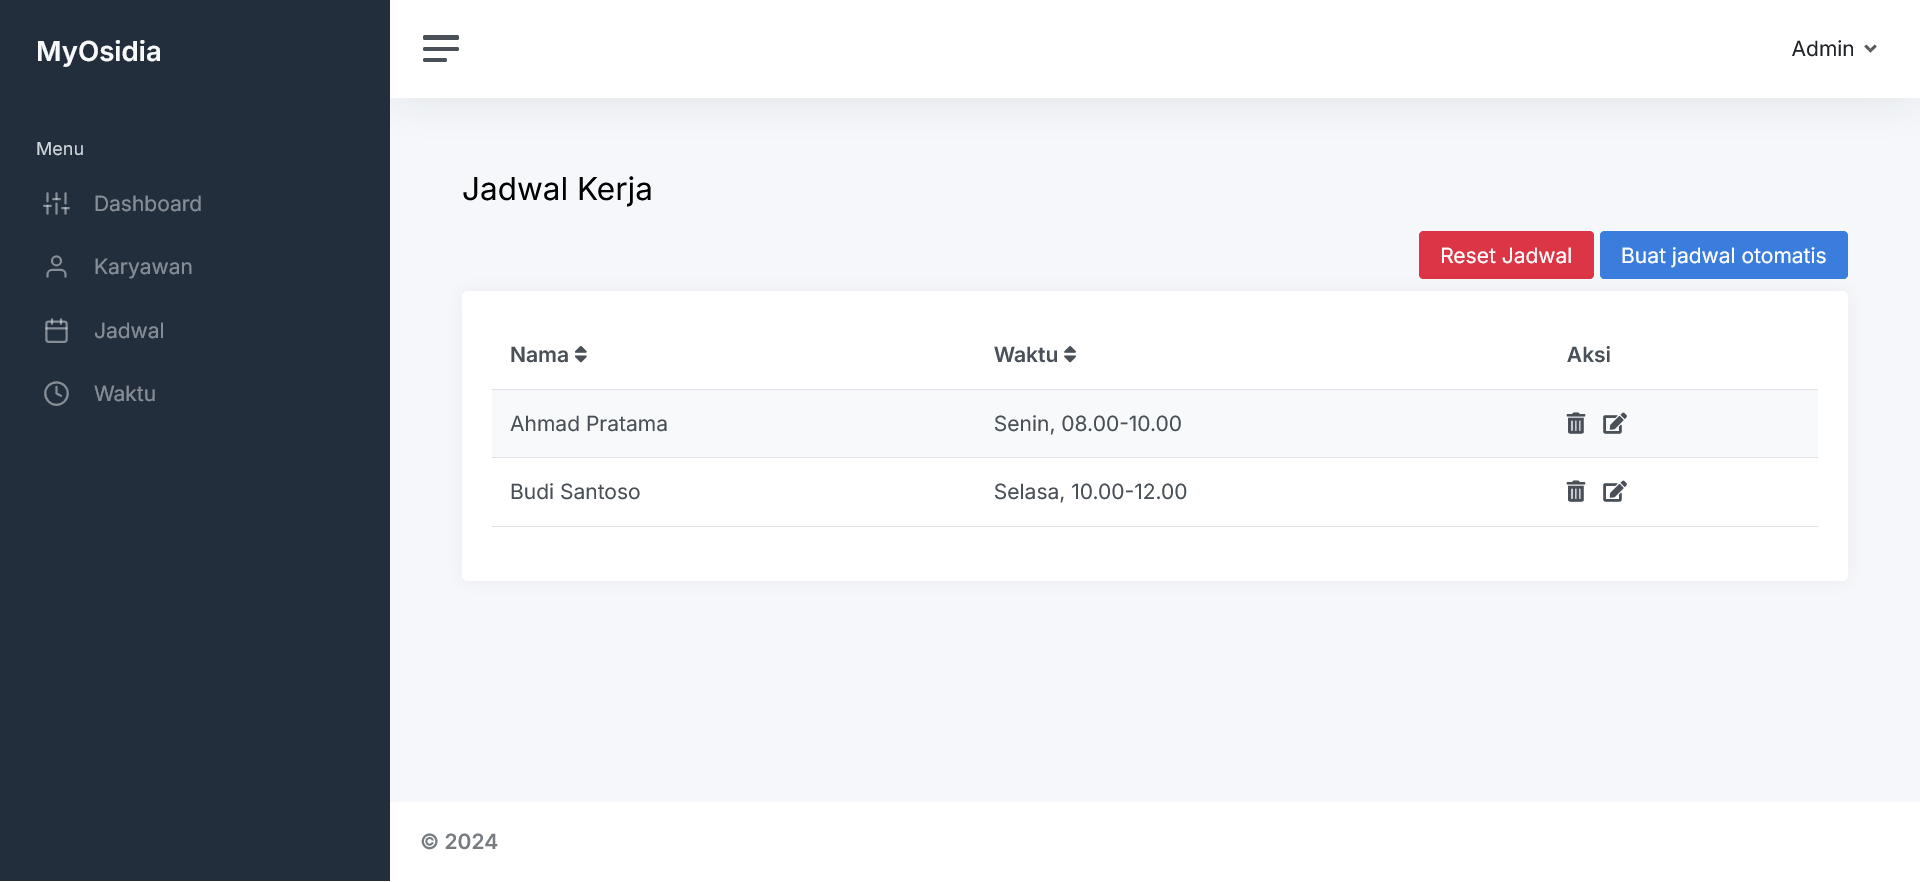 MyOsidia
Admin
Menu
Dashboard
Karyawan
Jadwal
Waktu
Jadwal Kerja
Reset Jadwal Buat jadwal otomatis
Nama Waktu Aksi
Ahmad Pratama Senin, 08.00-10.00
Budi Santoso Selasa, 10.00-12.00
© 2024